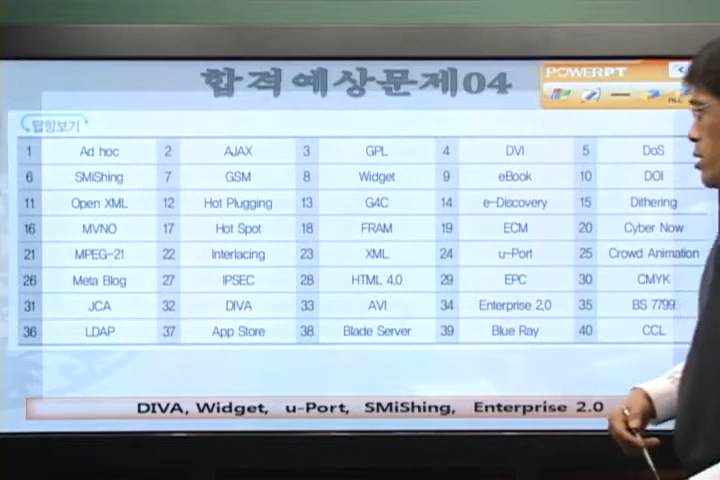 합격예상문제04
POWERPT
답항보기
1 Ad hoc 2 AJAX 3 GPL 4 DVI 5 DoS
6 SMiShing 7 GSM 8 Widget 9 eBook 10 DOI
11 Open XML 12 Hot Plugging 13 G4C 14 e-Discovery 15 Dithering
16 MVNO 17 Hot Spot 18 FRAM 19 ECM 20 Cyber Now
21 MPEG-21 22 Interlacing 23 XML 24 u-Port 25 Crowd Animation
26 Meta Blog 27 IPSEC 28 HTML 4.0 29 EPC 30 CMYK
31 JCA 32 DIVA 33 AVI 34 Enterprise 2.0 35 BS 7799
36 LDAP 37 App Store 38 Blade Server 39 Blue Ray 40 CCL
DIVA, Widget, u-Port, SMiShing, Enterprise 2.0